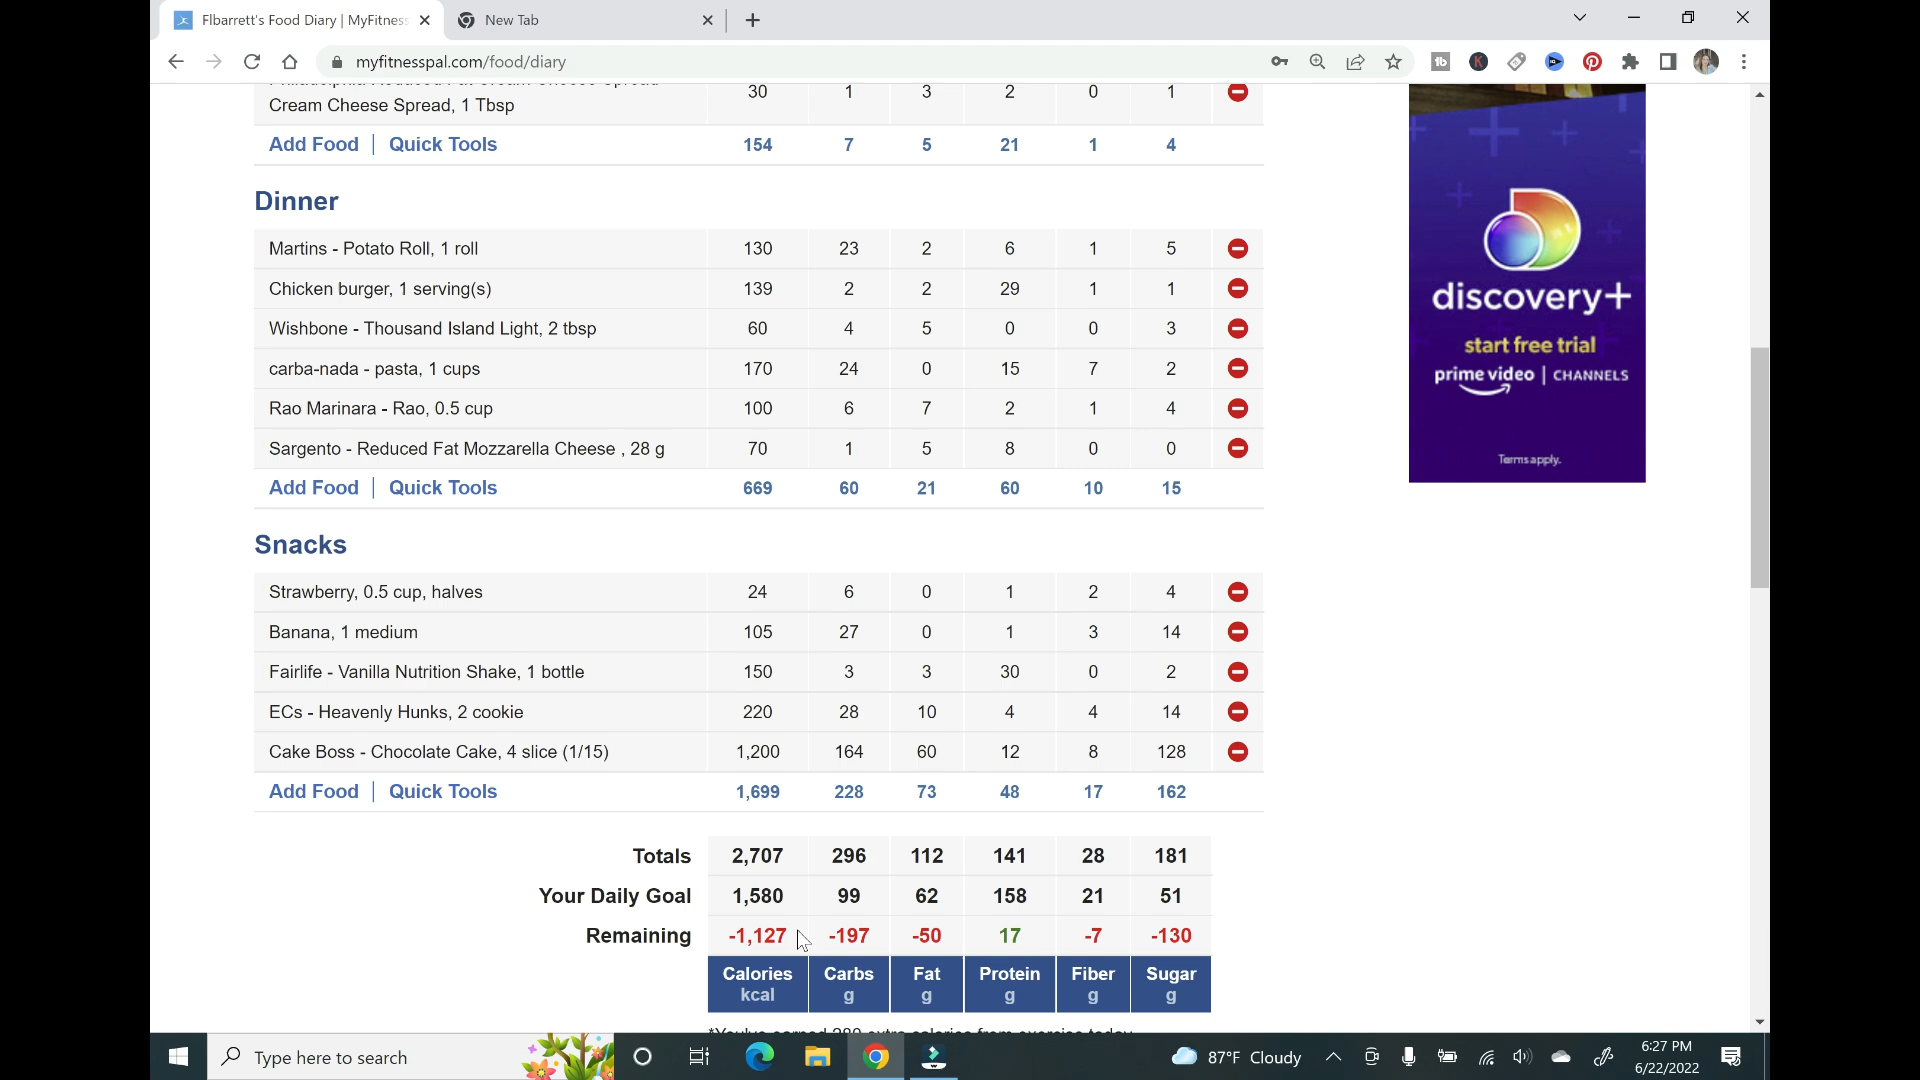 Flbarrett's Food Diary | MyFitness
New Tab
myfitnesspal.com/food/diary
Cream Cheese Spread, 1 Tbsp 30 1 3 2 0 1
Add Food | Quick Tools 154 7 5 21 1 4
Dinner
Martins - Potato Roll, 1 roll 130 23 2 6 1 5
Chicken burger, 1 serving(s) 139 2 2 29 1 1
Wishbone - Thousand Island Light, 2 tbsp 60 4 5 0 0 3
carba-nada - pasta, 1 cups 170 24 0 15 7 2
Rao Marinara - Rao, 0.5 cup 100 6 7 2 1 4
Sargento - Reduced Fat Mozzarella Cheese , 28 g 70 1 5 8 0 0
Add Food | Quick Tools 669 60 21 60 10 15
Snacks
Strawberry, 0.5 cup, halves 24 6 0 1 2 4
Banana, 1 medium 105 27 0 1 3 14
Fairlife - Vanilla Nutrition Shake, 1 bottle 150 3 3 30 0 2
ECs - Heavenly Hunks, 2 cookie 220 28 10 4 4 14
Cake Boss - Chocolate Cake, 4 slice (1/15) 1,200 164 60 12 8 128
Add Food | Quick Tools 1,699 228 73 48 17 162
Totals 2,707 296 112 141 28 181
Your Daily Goal 1,580 99 62 158 21 51
Remaining -1,127 -197 -50 17 -7 -130
Calories Carbs Fat Protein Fiber Sugar
kcal g g g g g
discovery+
start free trial
prime video | CHANNELS
Terms apply.
Type here to search
87°F Cloudy
6:27 PM
6/22/2022